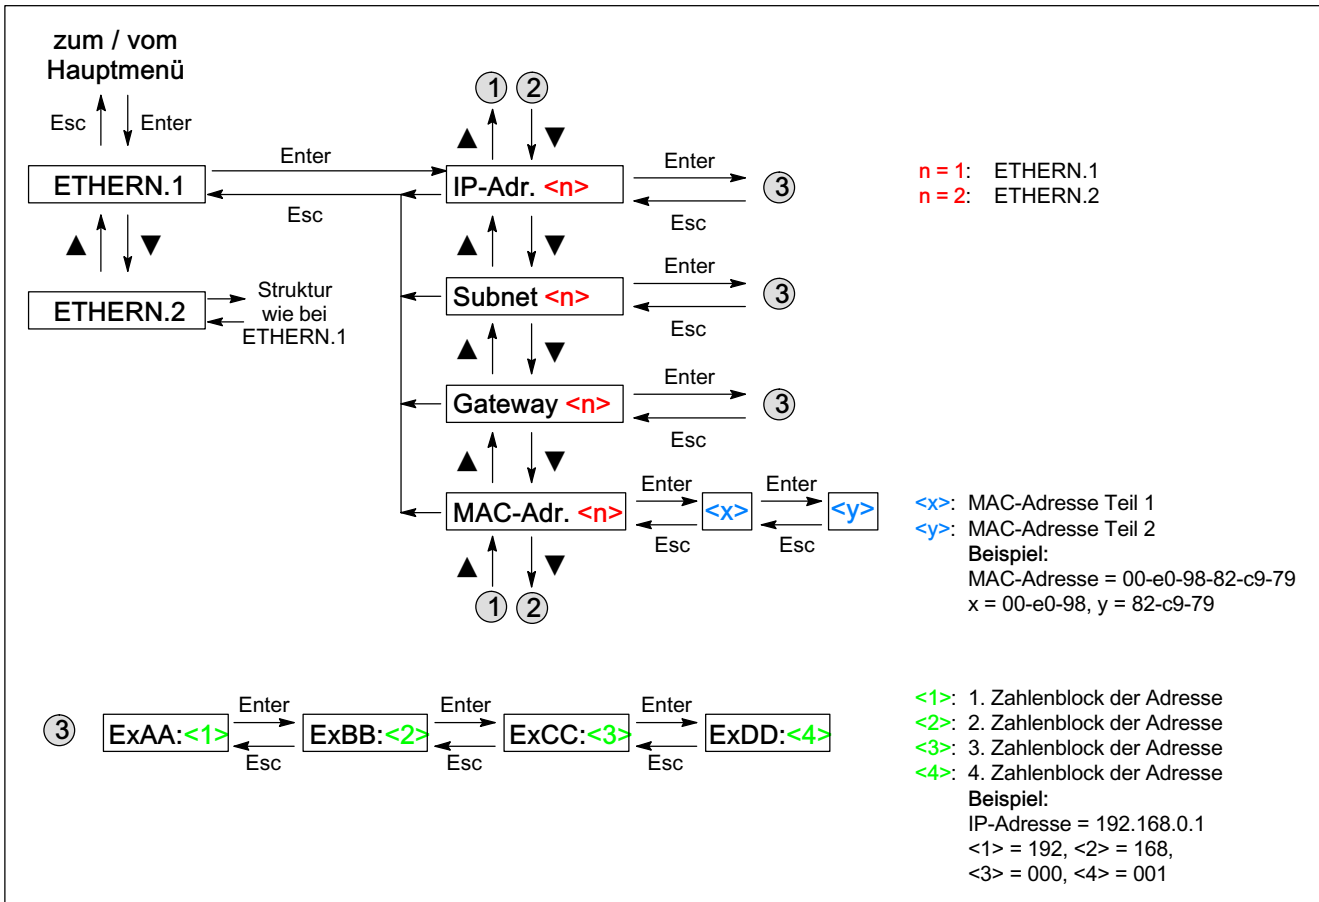 zum / vom
Hauptmenü
Esc
Enter
1
2
ETHERN.1
Enter
Esc
IP-Adr. <n>
Enter
Esc
3
n = 1: ETHERN.1
n = 2: ETHERN.2
ETHERN.2
Struktur
wie bei
ETHERN.1
Subnet <n>
Enter
Esc
3
Gateway <n>
Enter
Esc
3
MAC-Adr. <n>
Enter
Esc
<x>
Enter
Esc
<y>
1
2
<x>: MAC-Adresse Teil 1
<y>: MAC-Adresse Teil 2
Beispiel:
MAC-Adresse = 00-e0-98-82-c9-79
x = 00-e0-98, y = 82-c9-79
3
ExAA:<1>
Enter
Esc
ExBB:<2>
Enter
Esc
ExCC:<3>
Enter
Esc
ExDD:<4>
<1>: 1. Zahlenblock der Adresse
<2>: 2. Zahlenblock der Adresse
<3>: 3. Zahlenblock der Adresse
<4>: 4. Zahlenblock der Adresse
Beispiel:
IP-Adresse = 192.168.0.1
<1> = 192, <2> = 168,
<3> = 000, <4> = 001